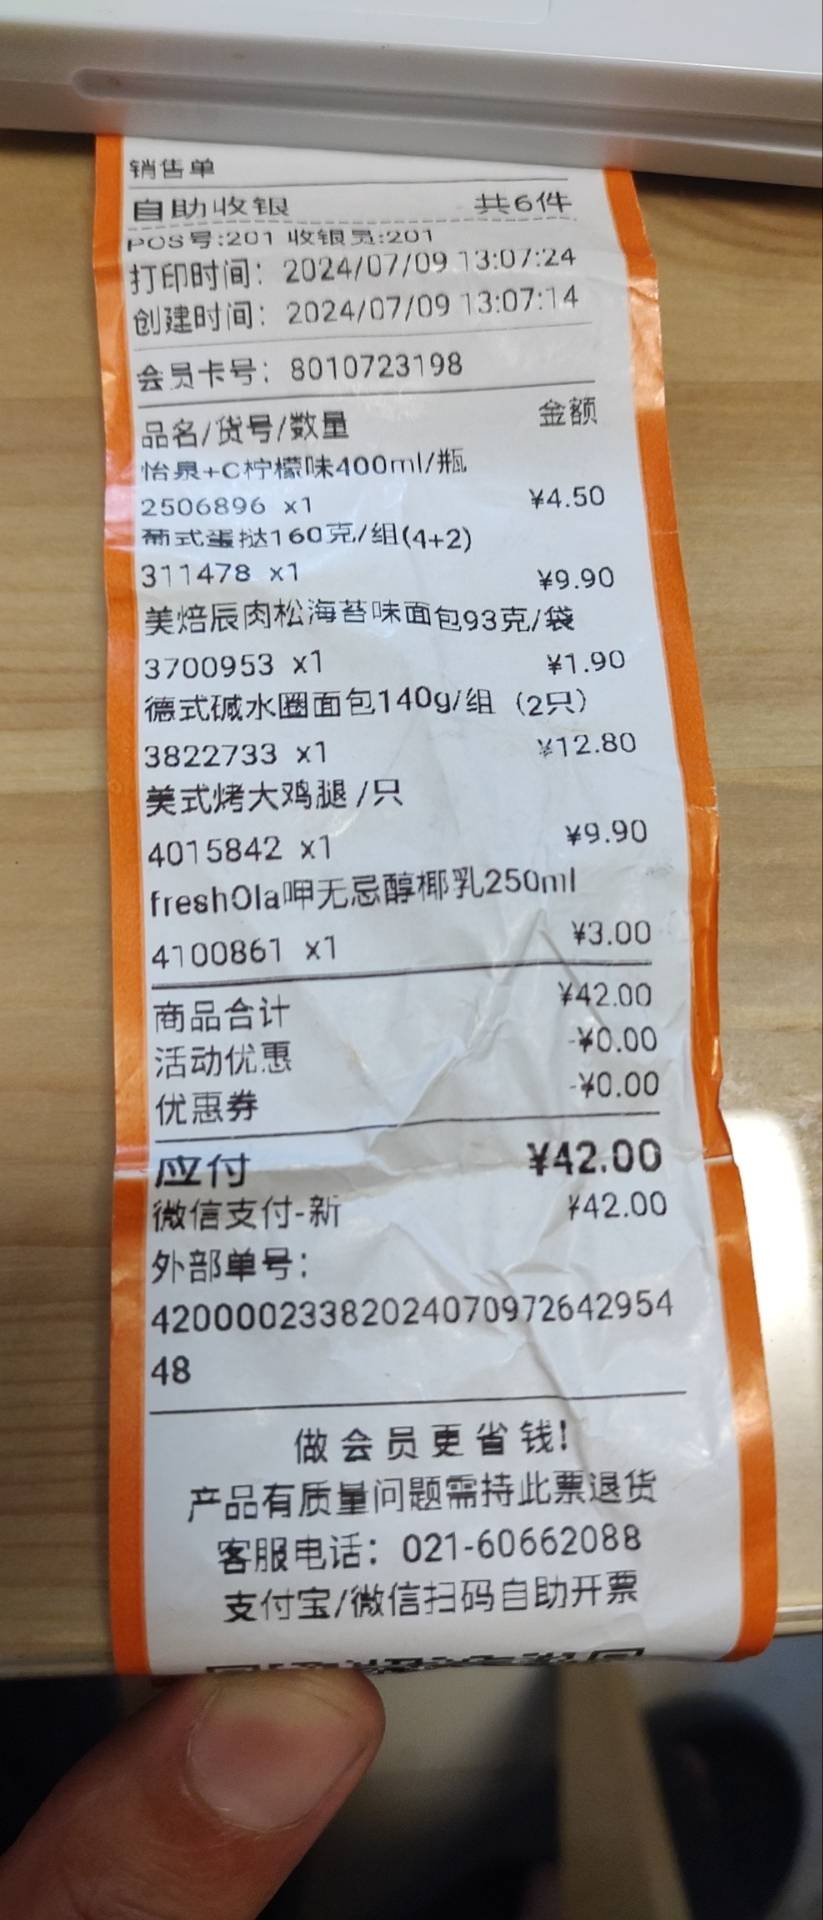 销售单
自助收银 共6件
POS号:201 收银员:201
打印时间：2024/07/09 13:07:24
创建时间：2024/07/09 13:07:14
会员卡号：8010723198
品名/货号/数量 金额
怡泉+C柠檬味400ml/瓶
2506896 x1 ¥4.50
葡式蛋挞160克/组(4+2)
311478 x1 ¥9.90
美焙辰肉松海苔味面包93克/袋
3700953 x1 ¥1.90
德式碱水圈面包140g/组（2只）
3822733 x1 ¥12.80
美式烤大鸡腿/只
4015842 x1 ¥9.90
freshOla呷无忌醇椰乳250ml
4100861 x1 ¥3.00
商品合计 ¥42.00
活动优惠 -¥0.00
优惠券 -¥0.00
应付 ¥42.00
微信支付-新 ¥42.00
外部单号：
42000023382024070972642954
48
做会员更省钱！
产品有质量问题需持此票退货
客服电话：021-60662088
支付宝/微信扫码自助开票